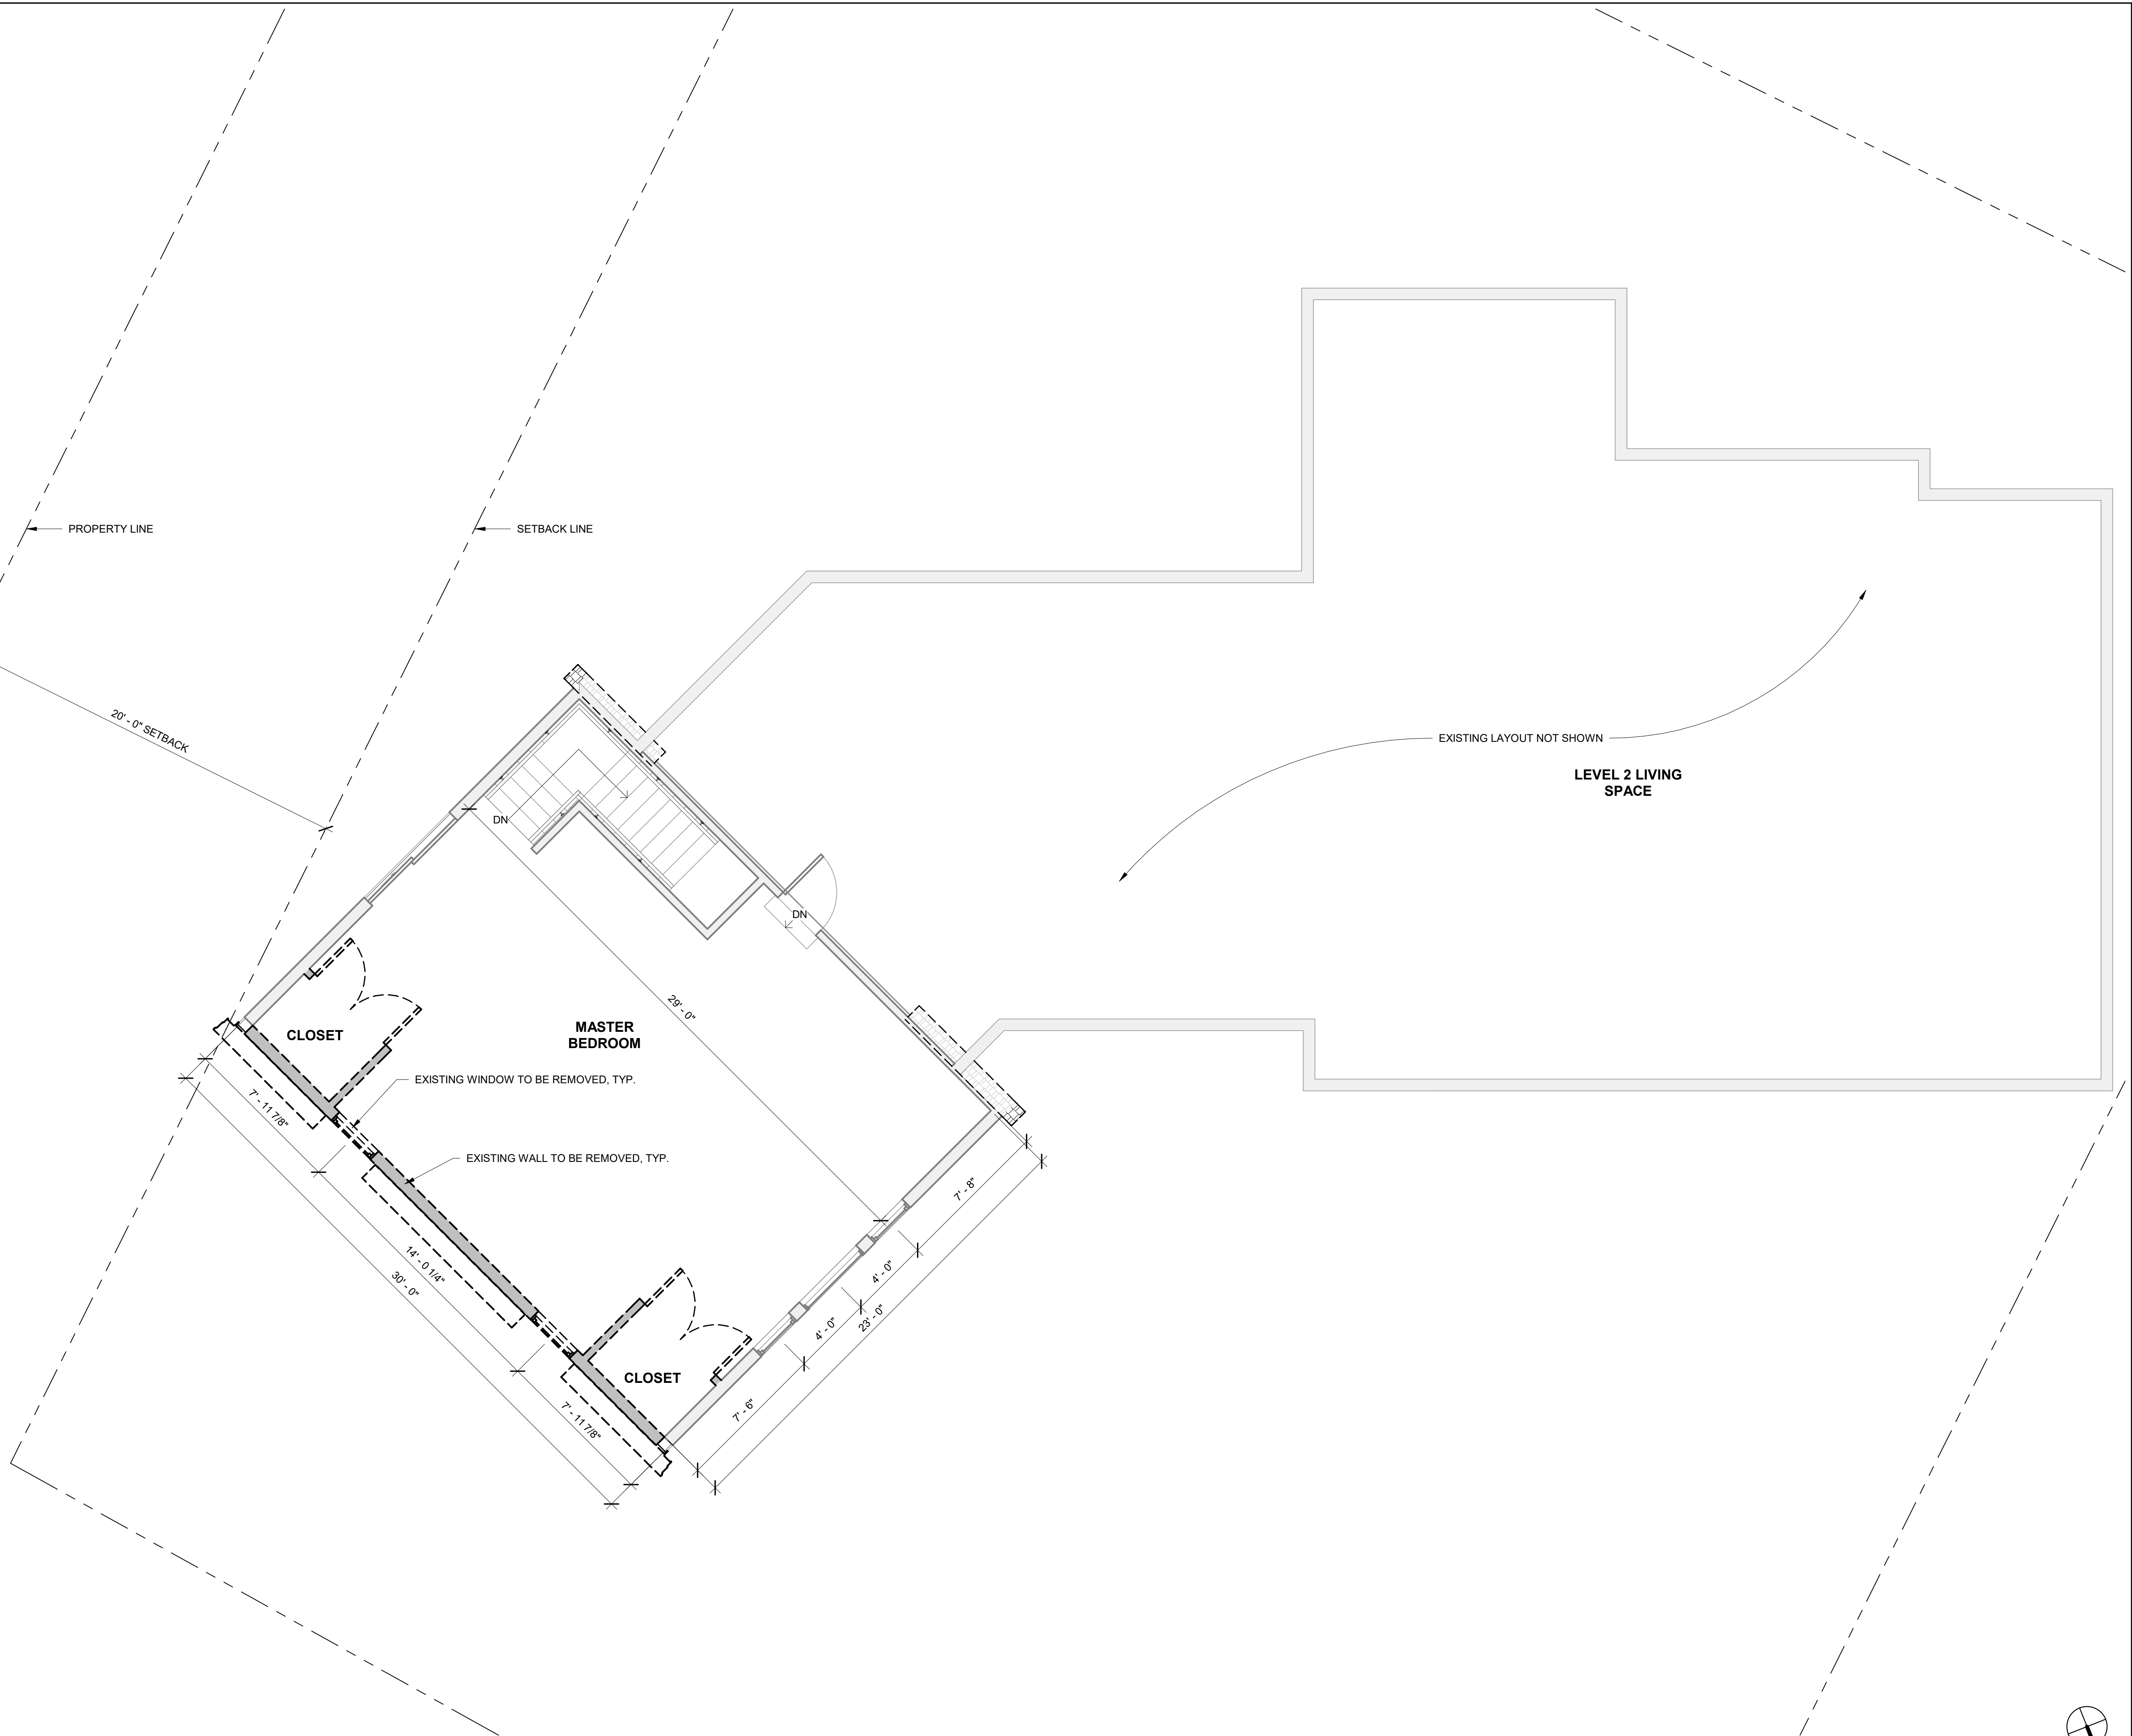 PROPERTY LINE
SETBACK LINE
20' - 0" SETBACK
EXISTING LAYOUT NOT SHOWN
LEVEL 2 LIVING
SPACE
DN
DN
29' - 0"
CLOSET
MASTER
BEDROOM
EXISTING WINDOW TO BE REMOVED, TYP.
7' - 11 7/8"
EXISTING WALL TO BE REMOVED, TYP.
7' - 8"
14' - 0 1/4"
30' - 0"
4' - 0"
23' - 0"
4' - 0"
CLOSET
7' - 6"
7' - 11 7/8"